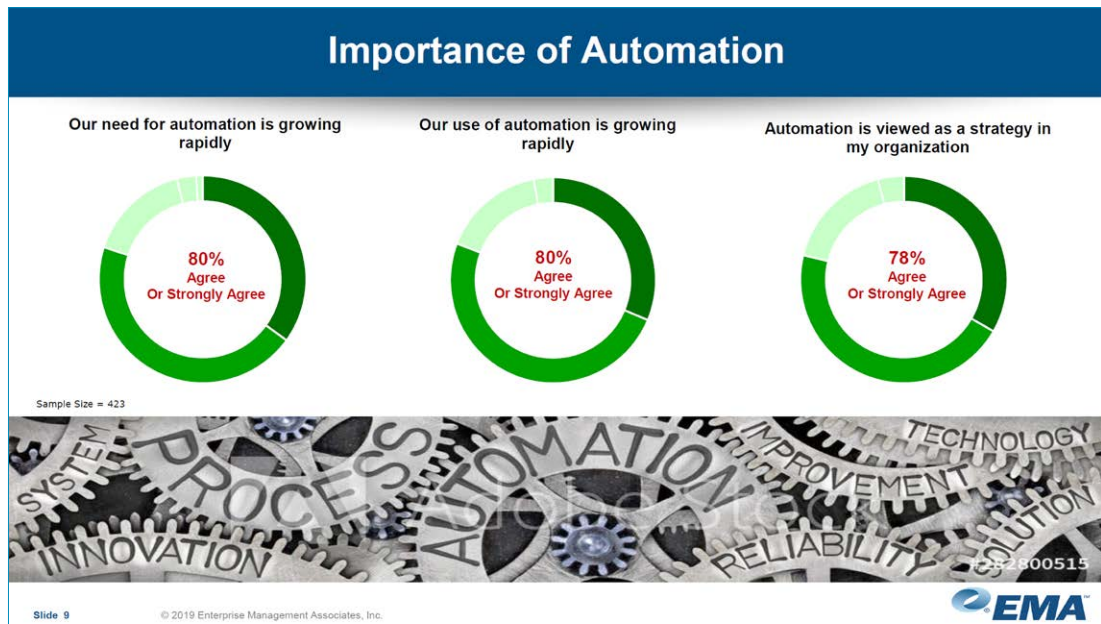 Importance of Automation
Our need for automation is growing
rapidly
Our use of automation is growing
rapidly
Automation is viewed as a strategy in
my organization
80%
Agree
Or Strongly Agree
80%
Agree
Or Strongly Agree
78%
Agree
Or Strongly Agree
Sample Size = 423
SYSTEM
PROCESS
AUTOMATION
IMPROVEMENT
TECHNOLOGY
INNOVATION
RELIABILITY
SOLUTION
Adobe Stock
#282800515
Slide 9
© 2019 Enterprise Management Associates, Inc.
EMA